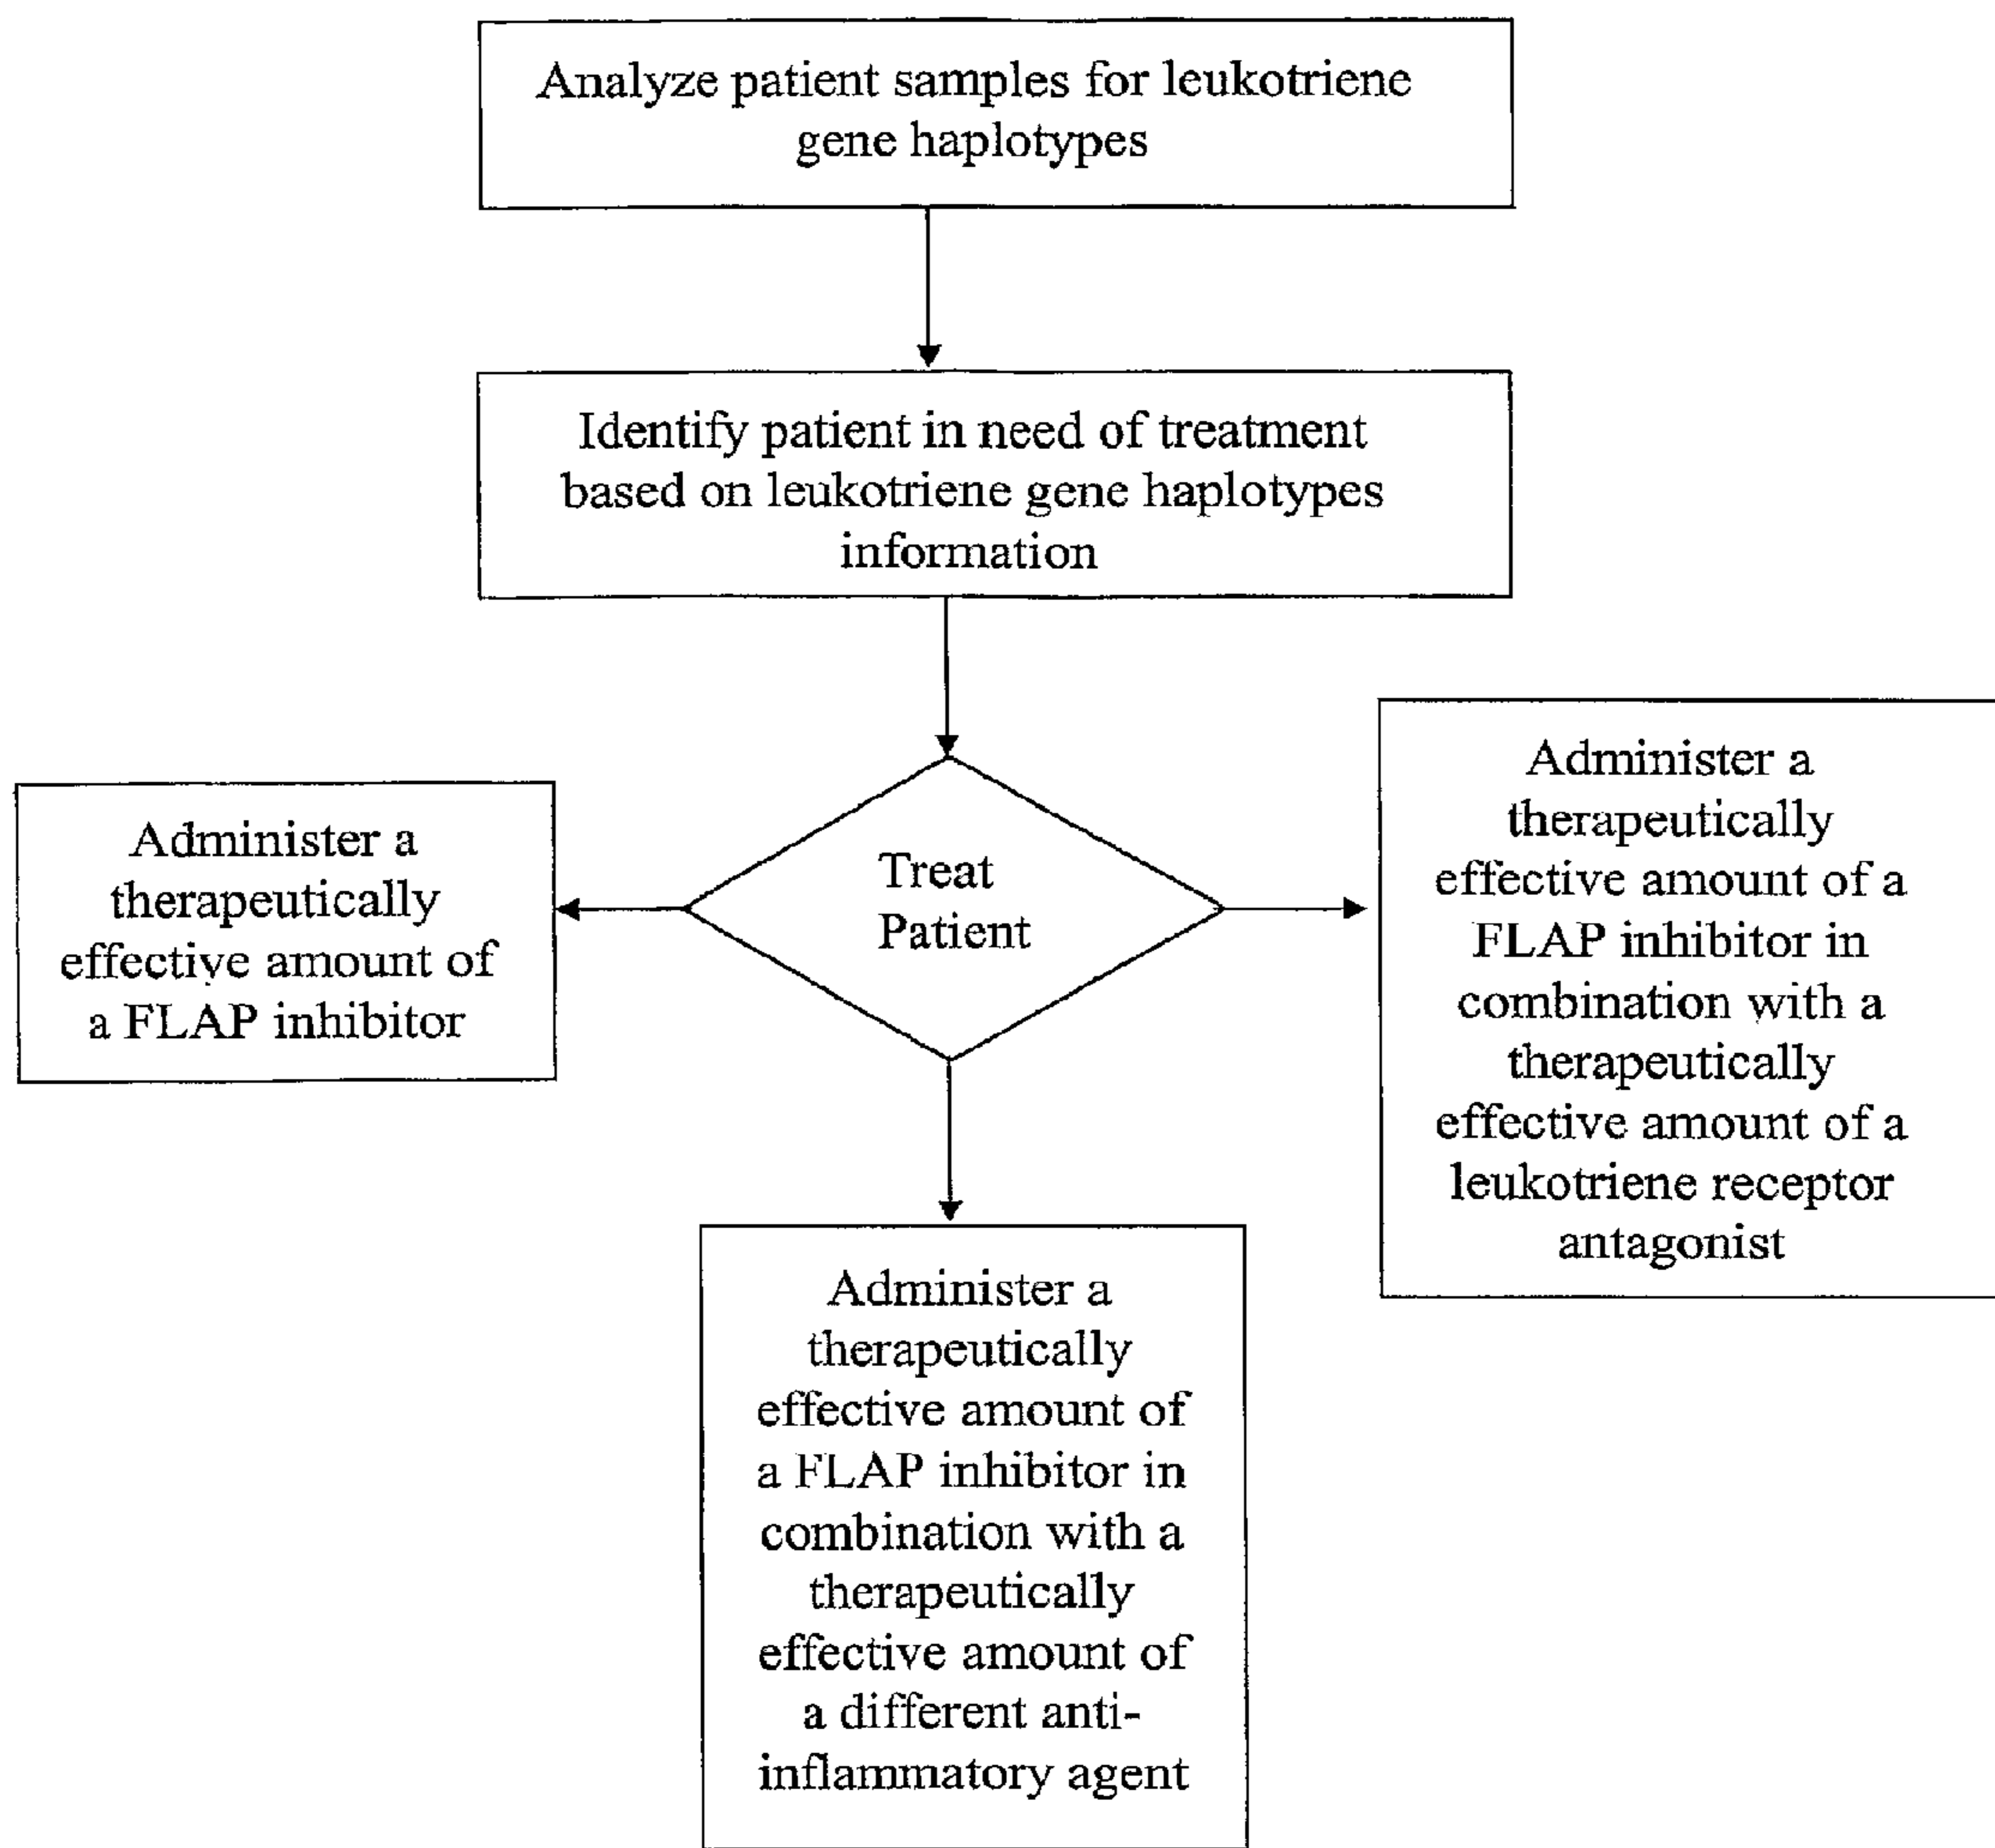 Analyze patient samples for leukotriene
gene haplotypes
Identify patient in need of treatment
based on leukotriene gene haplotypes
information
Treat
Patient
Administer a
therapeutically
effective amount of
a FLAP inhibitor
Administer a
therapeutically
effective amount of a
FLAP inhibitor in
combination with a
therapeutically
effective amount of a
leukotriene receptor
antagonist
Administer a
therapeutically
effective amount of
a FLAP inhibitor in
combination with a
therapeutically
effective amount of
a different anti-
inflammatory agent